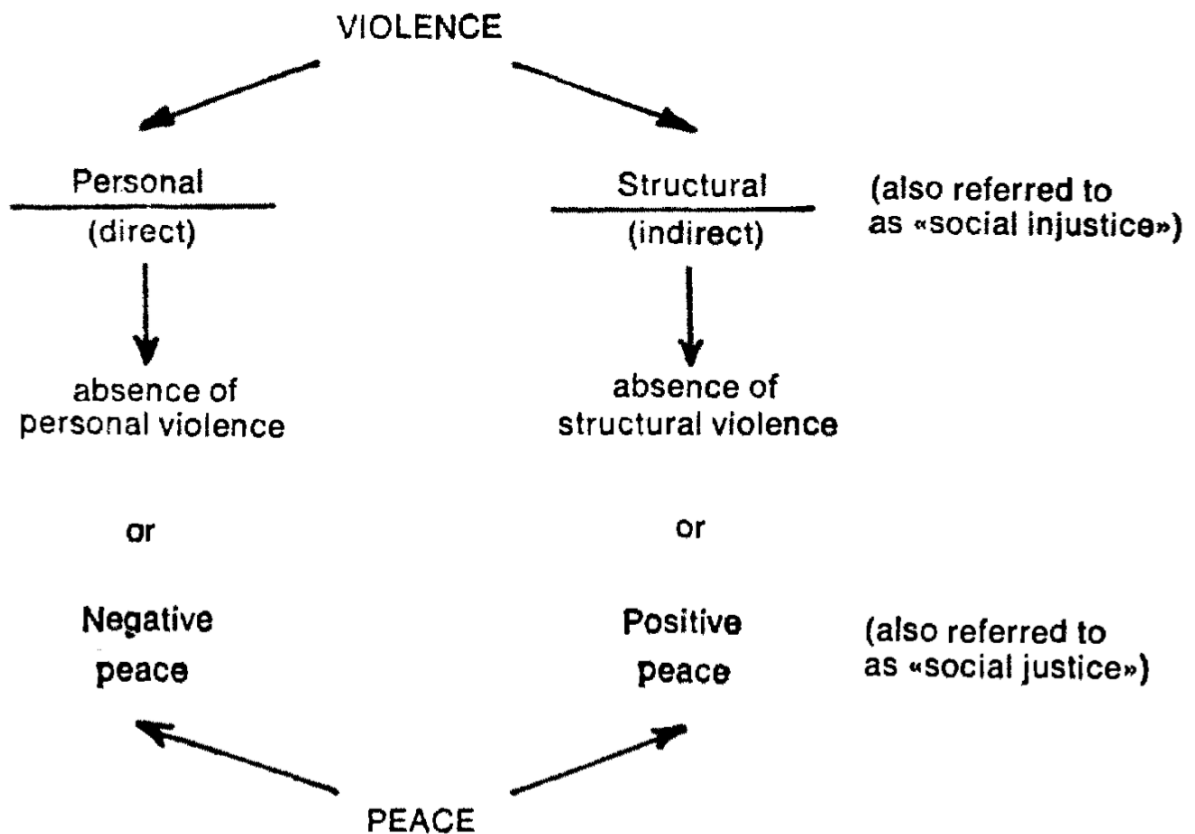 VIOLENCE
Personal
(direct)
Structural
(indirect)
(also referred to
as «social injustice»)
absence of
personal violence
absence of
structural violence
or
or
Negative
peace
Positive
peace
(also referred to
as «social justice»)
PEACE